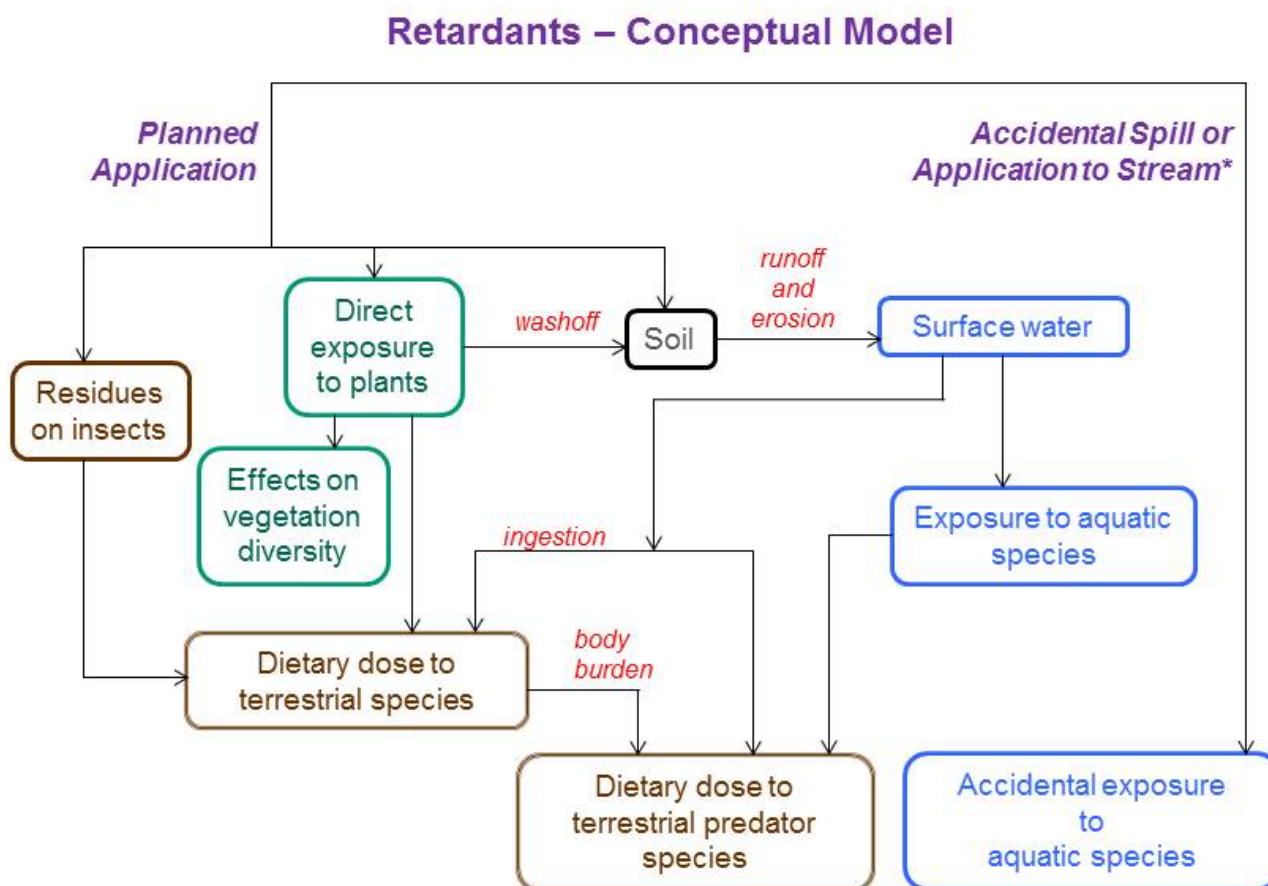 Retardants – Conceptual Model
Planned
Application
Accidental Spill or
Application to Stream*
runoff
and
erosion
Direct
exposure
to plants
washoff
Soil
Surface water
Residues
on insects
Effects on
vegetation
diversity
ingestion
Exposure to aquatic
species
body
burden
Dietary dose to
terrestrial species
Dietary dose to
terrestrial predator
species
Accidental exposure
to
aquatic species